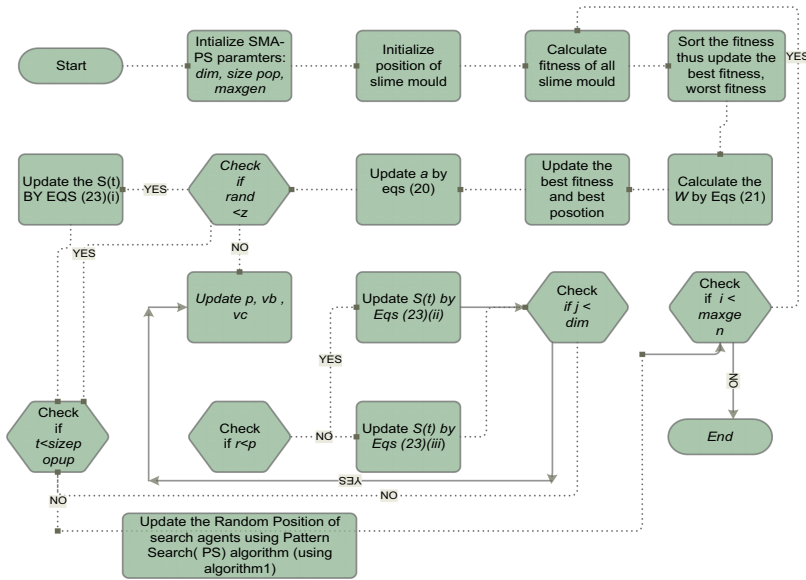 Start
Intialize SMA-
PS paramters:
dim, size pop,
maxgen
Initialize
position of
slime mould
Calculate
fitness of all
slime mould
Sort the fitness
thus update the
best fitness,
worst fitness
YES
Update the S(t)
BY EQS (23)(i)
YES
Check
if
rand
<z
Update a by
eqs (20)
Update the
best fitness
and best
posotion
Calculate the
W by Eqs (21)
YES
NO
Update p, vb ,
vc
Update S(t) by
Eqs (23)(ii)
Check
if j <
dim
Check
if i <
maxge
n
YES
NO
Check
if
t<sizep
opup
Check
if r<p
NO
Update S(t) by
Eqs (23)(iii)
End
YES
NO
NO
Update the Random Position of
search agents using Pattern
Search( PS) algorithm (using
algorithm1)